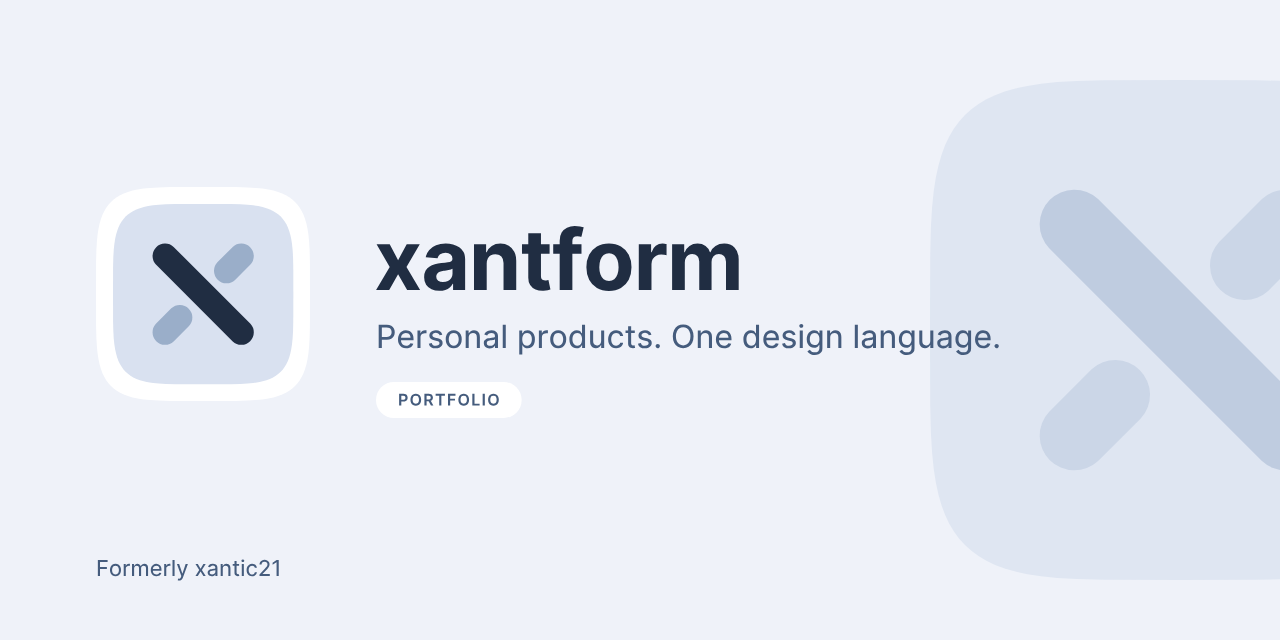 xantform
Personal products. One design language.
PORTFOLIO
Formerly xantic21